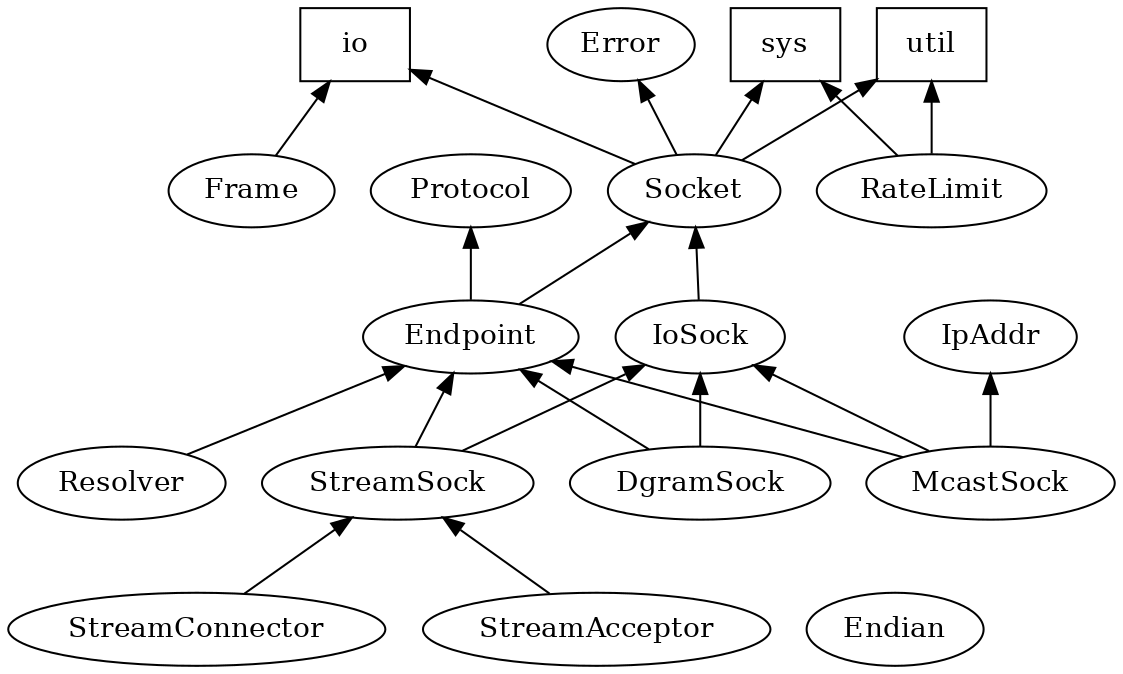 io
Error
sys
util
Frame
Protocol
Socket
RateLimit
Endpoint
IoSock
IpAddr
Resolver
StreamSock
DgramSock
McastSock
StreamConnector
StreamAcceptor
Endian